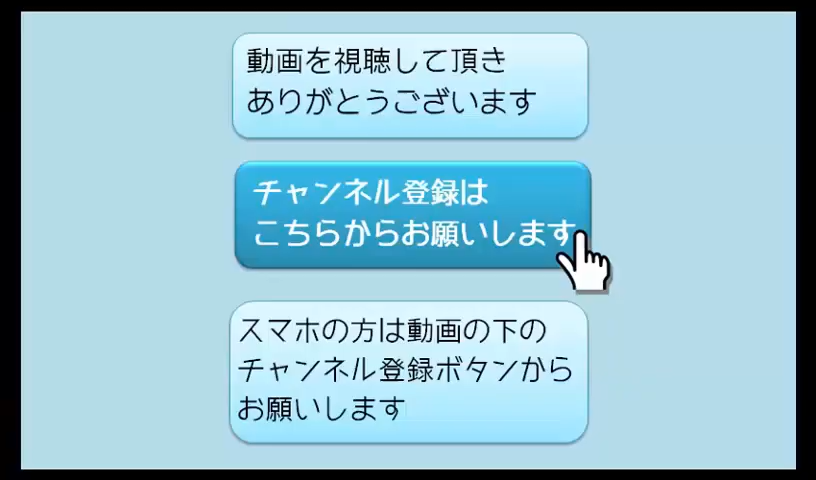 動画を視聴して頂き
ありがとうございます
チャンネル登録は
こちらからお願いします
スマホの方は動画の下の
チャンネル登録ボタンから
お願いします